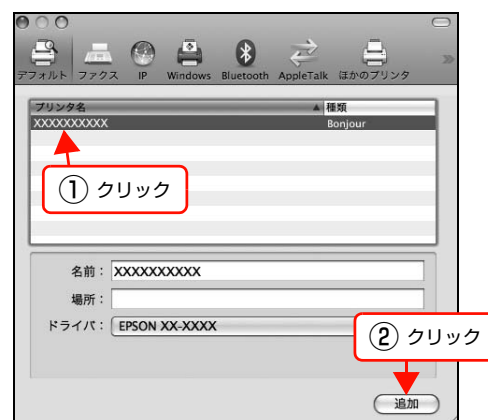 デフォルト ファクス IP Windows Bluetooth AppleTalk ほかのプリンタ
プリンタ名 種類
XXXXXXXXXX Bonjour
① クリック
名前： XXXXXXXXXX
場所：
ドライバ： EPSON XX-XXXX
② クリック
追加